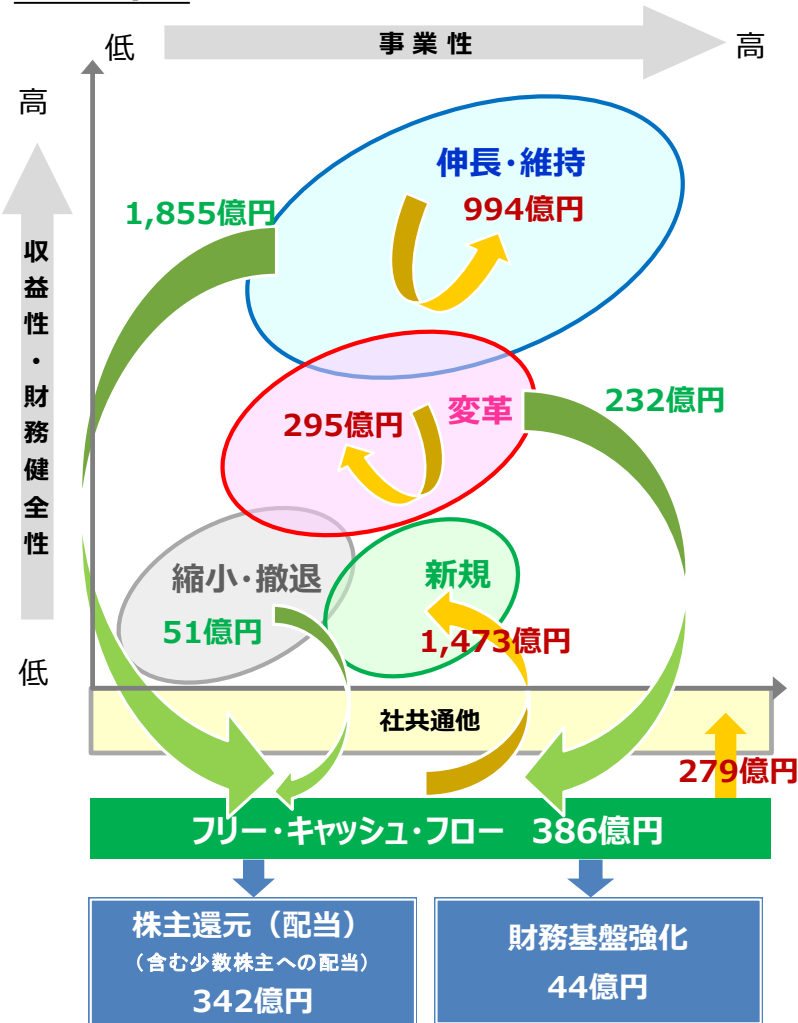 低
事業性
高
高
収益性・財務健全性
低
伸長・維持
994億円
1,855億円
変革
295億円
232億円
縮小・撤退
51億円
新規
1,473億円
社共通他
279億円
フリー・キャッシュ・フロー 386億円
株主還元（配当）
（含む少数株主への配当）
342億円
財務基盤強化
44億円